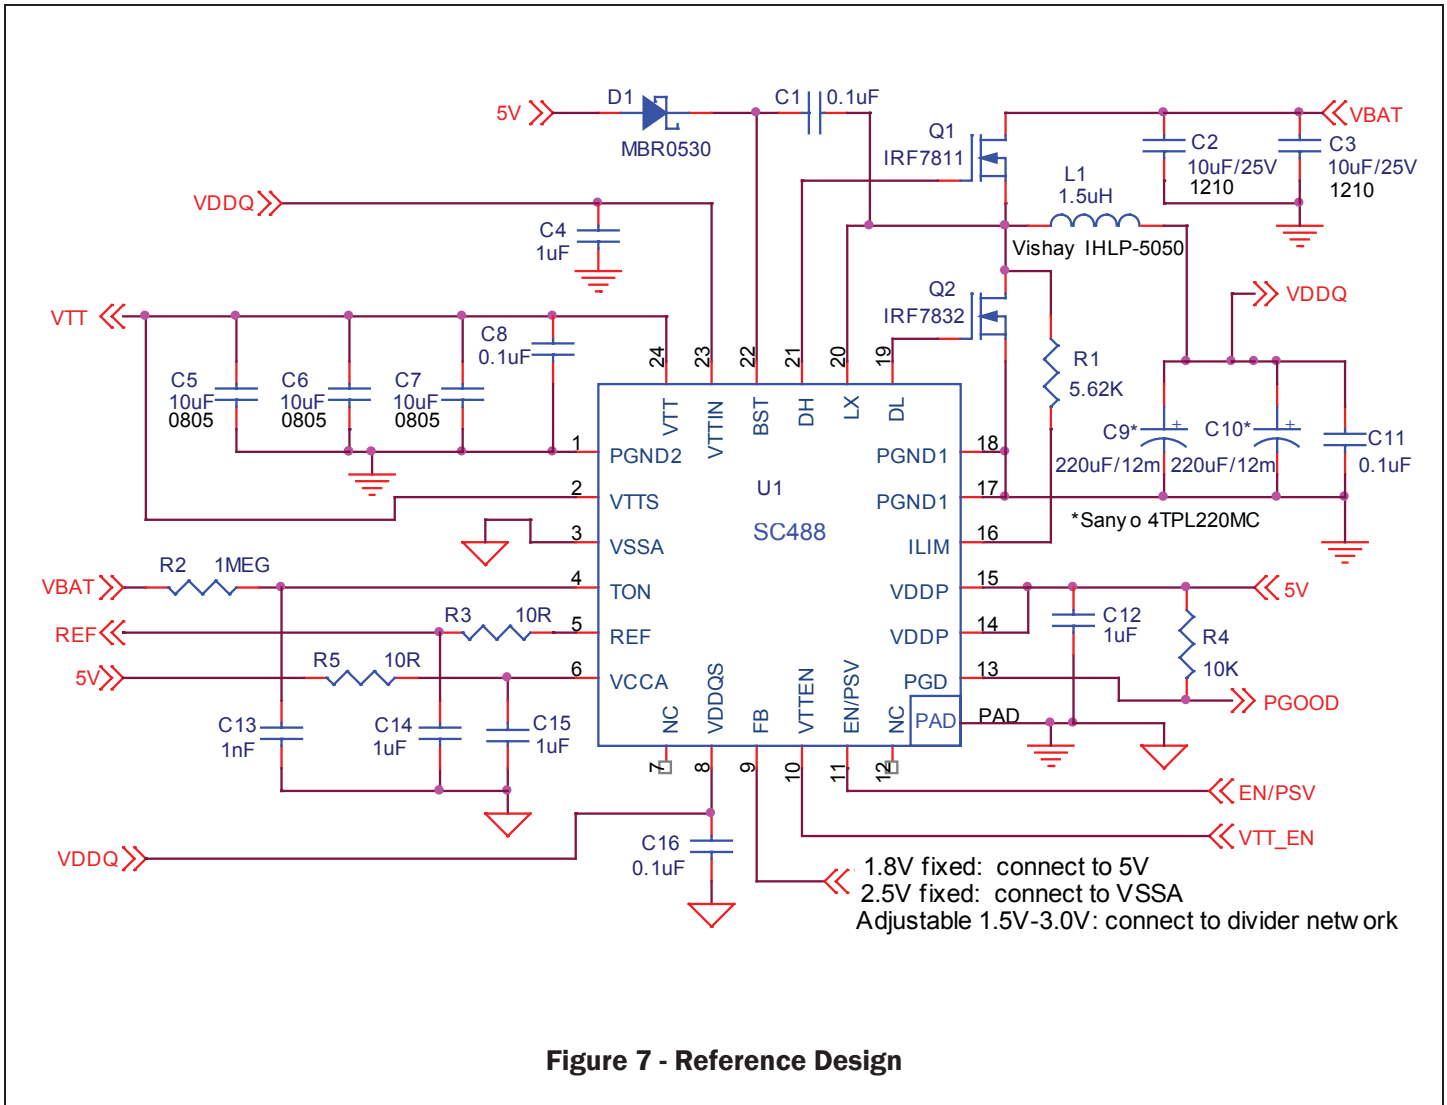 5V
D1
MBR0530
C1
0.1uF
Q1
IRF7811
VBAT
C2
10uF/25V
1210
C3
10uF/25V
1210
L1
1.5uH
Vishay IHLP-5050
VDDQ
C4
1uF
VTT
C5
10uF
0805
C6
10uF
0805
C7
10uF
0805
C8
0.1uF
Q2
IRF7832
R1
5.62K
VDDQ
C9*
220uF/12m
C10*
220uF/12m
C11
0.1uF
*Sanyo 4TPL220MC
24
23
22
21
20
19
VTT
VTTIN
BST
DH
LX
DL
1
PGND2
2
VTTS
3
VSSA
4
TON
5
REF
6
VCCA
U1
SC488
PGND1
18
PGND1
17
ILIM
16
VDDP
15
VDDP
14
PGD
13
PAD
PAD
NC
VDDQS
FB
VTTEN
EN/PSV
NC
7
8
9
10
11
12
VBAT
R2
1MEG
REF
R3
10R
5V
R5
10R
C13
1nF
C14
1uF
C15
1uF
5V
C12
1uF
R4
10K
PGOOD
EN/PSV
VTT_EN
VDDQ
C16
0.1uF
1.8V fixed: connect to 5V
2.5V fixed: connect to VSSA
Adjustable 1.5V-3.0V: connect to divider network
Figure 7 - Reference Design